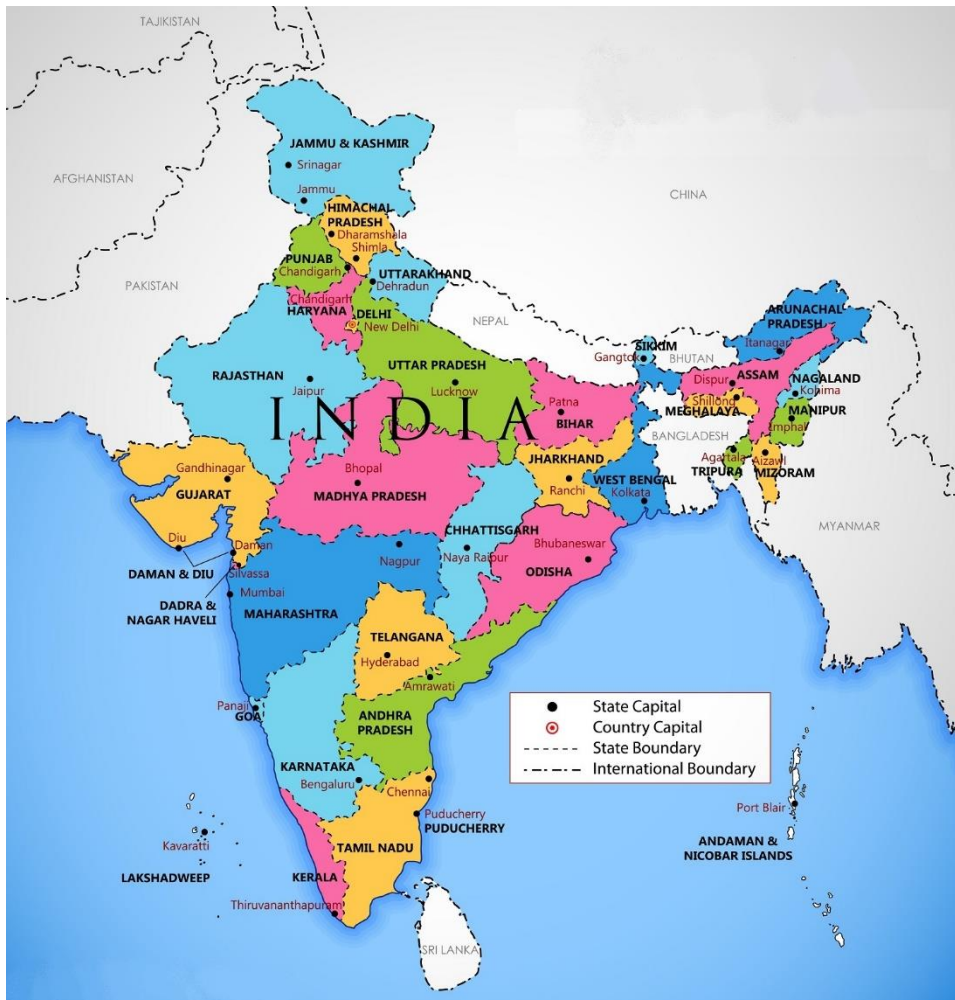 TAJIKISTAN
AFGHANISTAN
PAKISTAN
CHINA
NEPAL
BHUTAN
BANGLADESH
MYANMAR
SRI LANKA
INDIA
JAMMU & KASHMIR
Srinagar
Jammu
HIMACHAL
PRADESH
Dharamshala
Shimla
PUNJAB
Chandigarh
UTTARAKHAND
Dehradun
Chandigarh
HARYANA
DELHI
New Delhi
RAJASTHAN
Jaipur
UTTAR PRADESH
Lucknow
BIHAR
Patna
SIKKIM
Gangtok
ARUNACHAL
PRADESH
Itanagar
ASSAM
Dispur
NAGALAND
Kohima
Shillong
MEGHALAYA
MANIPUR
Imphal
Agartala
TRIPURA
Aizawl
MIZORAM
Gandhinagar
GUJARAT
Bhopal
MADHYA PRADESH
JHARKHAND
Ranchi
WEST BENGAL
Kolkata
CHHATTISGARH
Naya Raipur
Bhubaneswar
ODISHA
Diu
Daman
DAMAN & DIU
Silvassa
DADRA &
NAGAR HAVELI
Nagpur
Mumbai
MAHARASHTRA
TELANGANA
Hyderabad
Amrawati
ANDHRA
PRADESH
Panaji
GOA
KARNATAKA
Bengaluru
Chennai
Puducherry
PUDUCHERRY
TAMIL NADU
KERALA
Thiruvananthapuram
Kavaratti
LAKSHADWEEP
Port Blair
ANDAMAN &
NICOBAR ISLANDS
State Capital
Country Capital
State Boundary
International Boundary